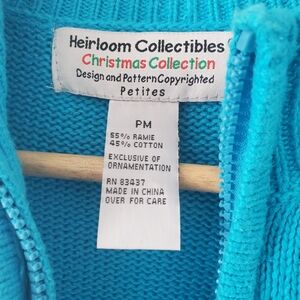 Heirloom Collectibles
Christmas Collection
Design and Pattern Copyrighted
Petites
PM
55% RAMIE
45% COTTON
EXCLUSIVE OF
ORNAMENTATION
RN 83437
MADE IN CHINA
OVER FOR CARE